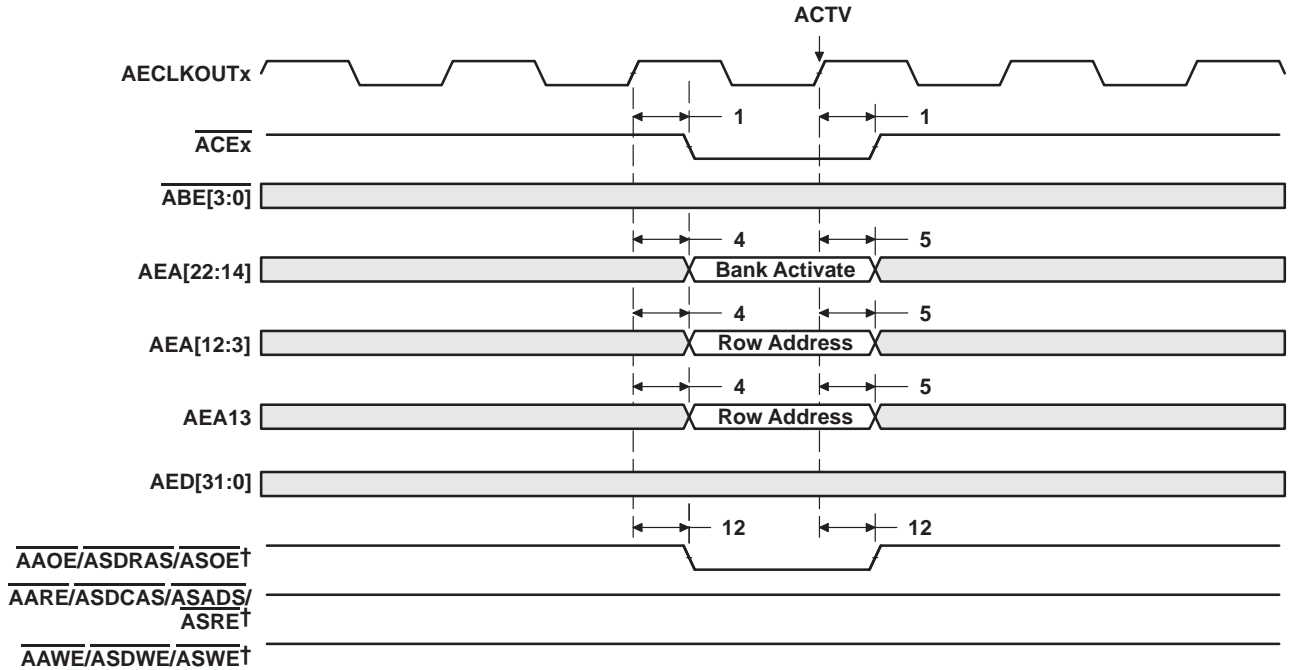 ACTV
AECLKOUTx
1 1
ACEx
ABE[3:0]
4 5
AEA[22:14] Bank Activate
4 5
AEA[12:3] Row Address
4 5
AEA13 Row Address
AED[31:0]
12 12
AAOE/ASDRAS/ASOE†
AARE/ASDCAS/ASADS/
ASRE†
AAWE/ASDWE/ASWE†